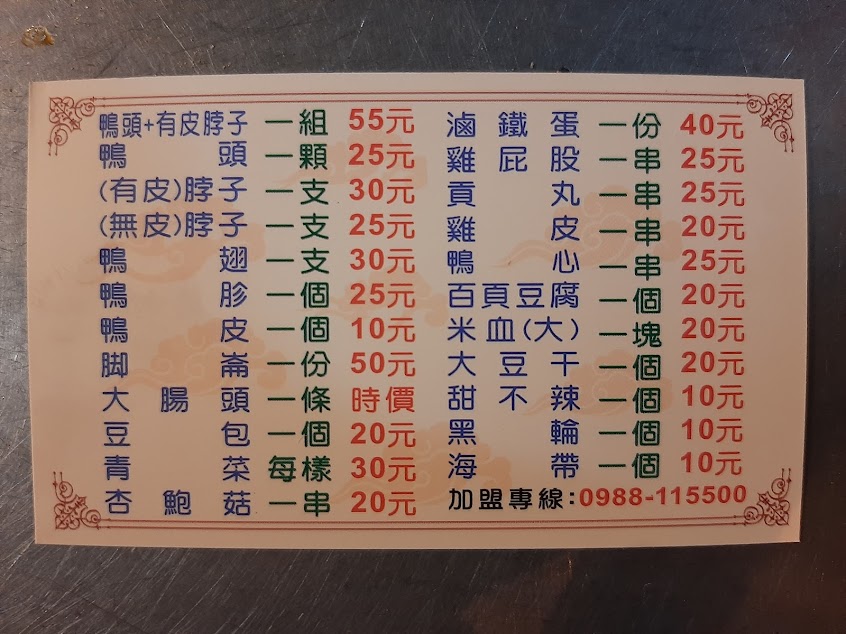 鴨頭+有皮脖子 一組 55元
鴨頭 一顆 25元
(有皮)脖子 一支 30元
(無皮)脖子 一支 25元
鴨翅 一支 30元
鴨胗 一個 25元
鴨皮 一個 10元
脚崙 一份 50元
大腸頭 一條 時價
豆包 一個 20元
青菜 每樣 30元
杏鮑菇 一串 20元
滷鐵蛋 一份 40元
雞屁股 一串 25元
貢丸 一串 25元
雞皮 一串 20元
鴨心 一串 25元
百頁豆腐 一個 20元
米血(大) 一塊 20元
大豆干 一個 20元
甜不辣 一個 10元
黑輪 一個 10元
海帶 一個 10元
加盟專線:0988-115500